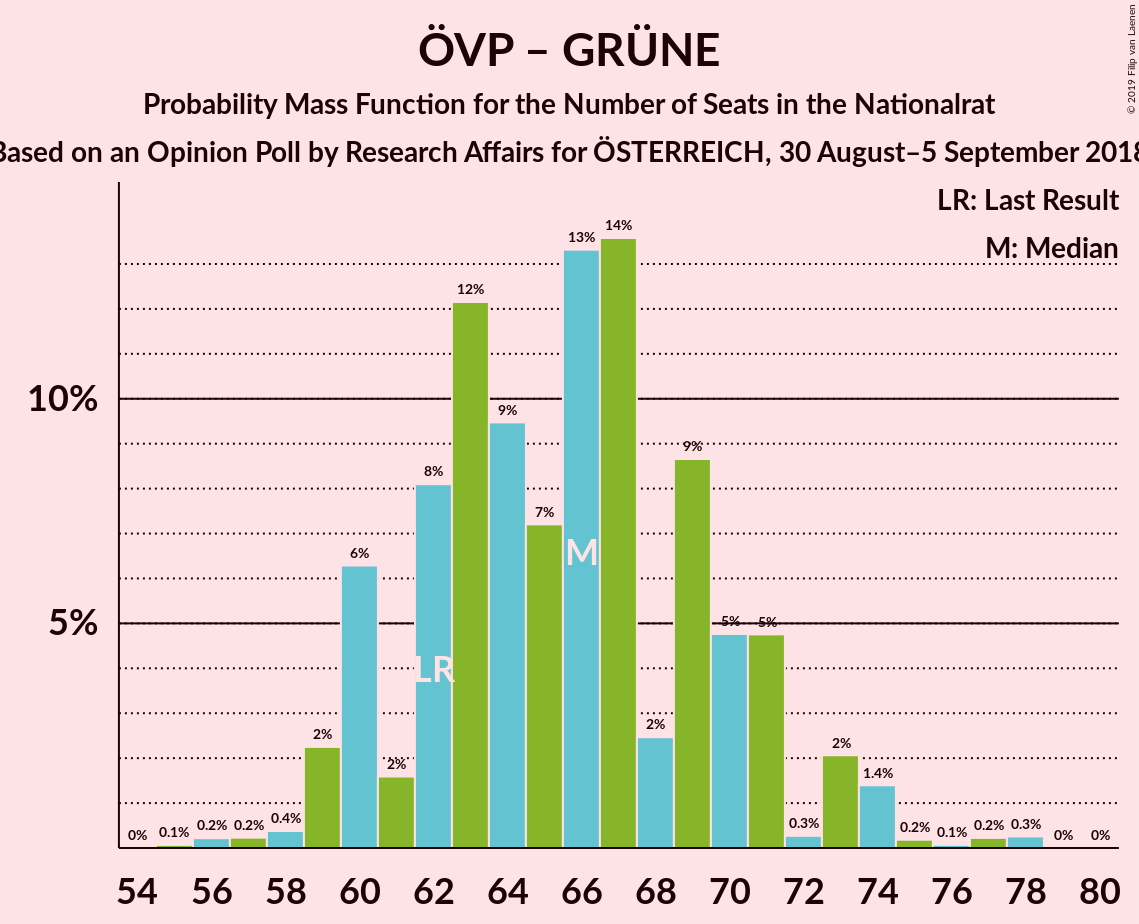 ÖVP – GRÜNE
Probability Mass Function for the Number of Seats in the Nationalrat
Based on an Opinion Poll by Research Affairs for ÖSTERREICH, 30 August–5 September 2018
© 2019 Filip van Laenen
LR: Last Result
M: Median
14%
13%
12%
10%
9%
9%
8%
7%
M
6%
5%
5%
5%
LR
2%
2%
2%
2%
1.4%
0% 0.1% 0.2% 0.2% 0.4% 0.3% 0.2% 0.1% 0.2% 0.3% 0% 0%
54 56 58 60 62 64 66 68 70 72 74 76 78 80